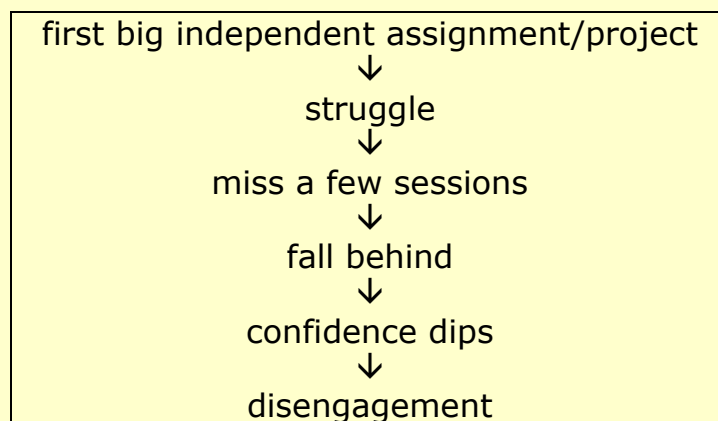 first big independent assignment/project
↓
struggle
↓
miss a few sessions
↓
fall behind
↓
confidence dips
↓
disengagement